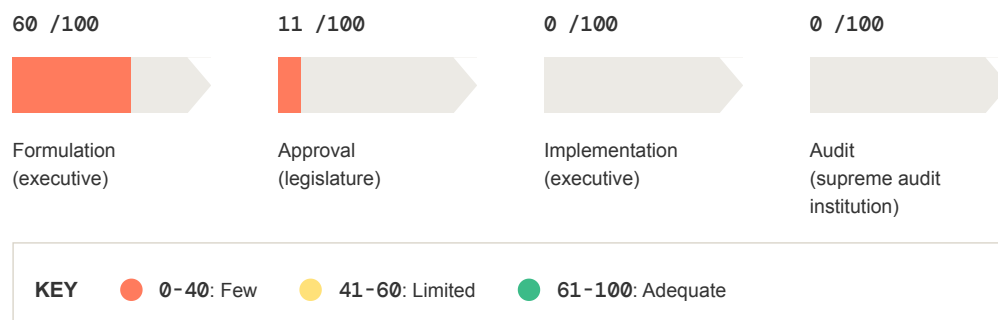 60 /100
11 /100
0 /100
0 /100
Formulation
(executive)
Approval
(legislature)
Implementation
(executive)
Audit
(supreme audit
institution)
KEY
0-40: Few
41-60: Limited
61-100: Adequate